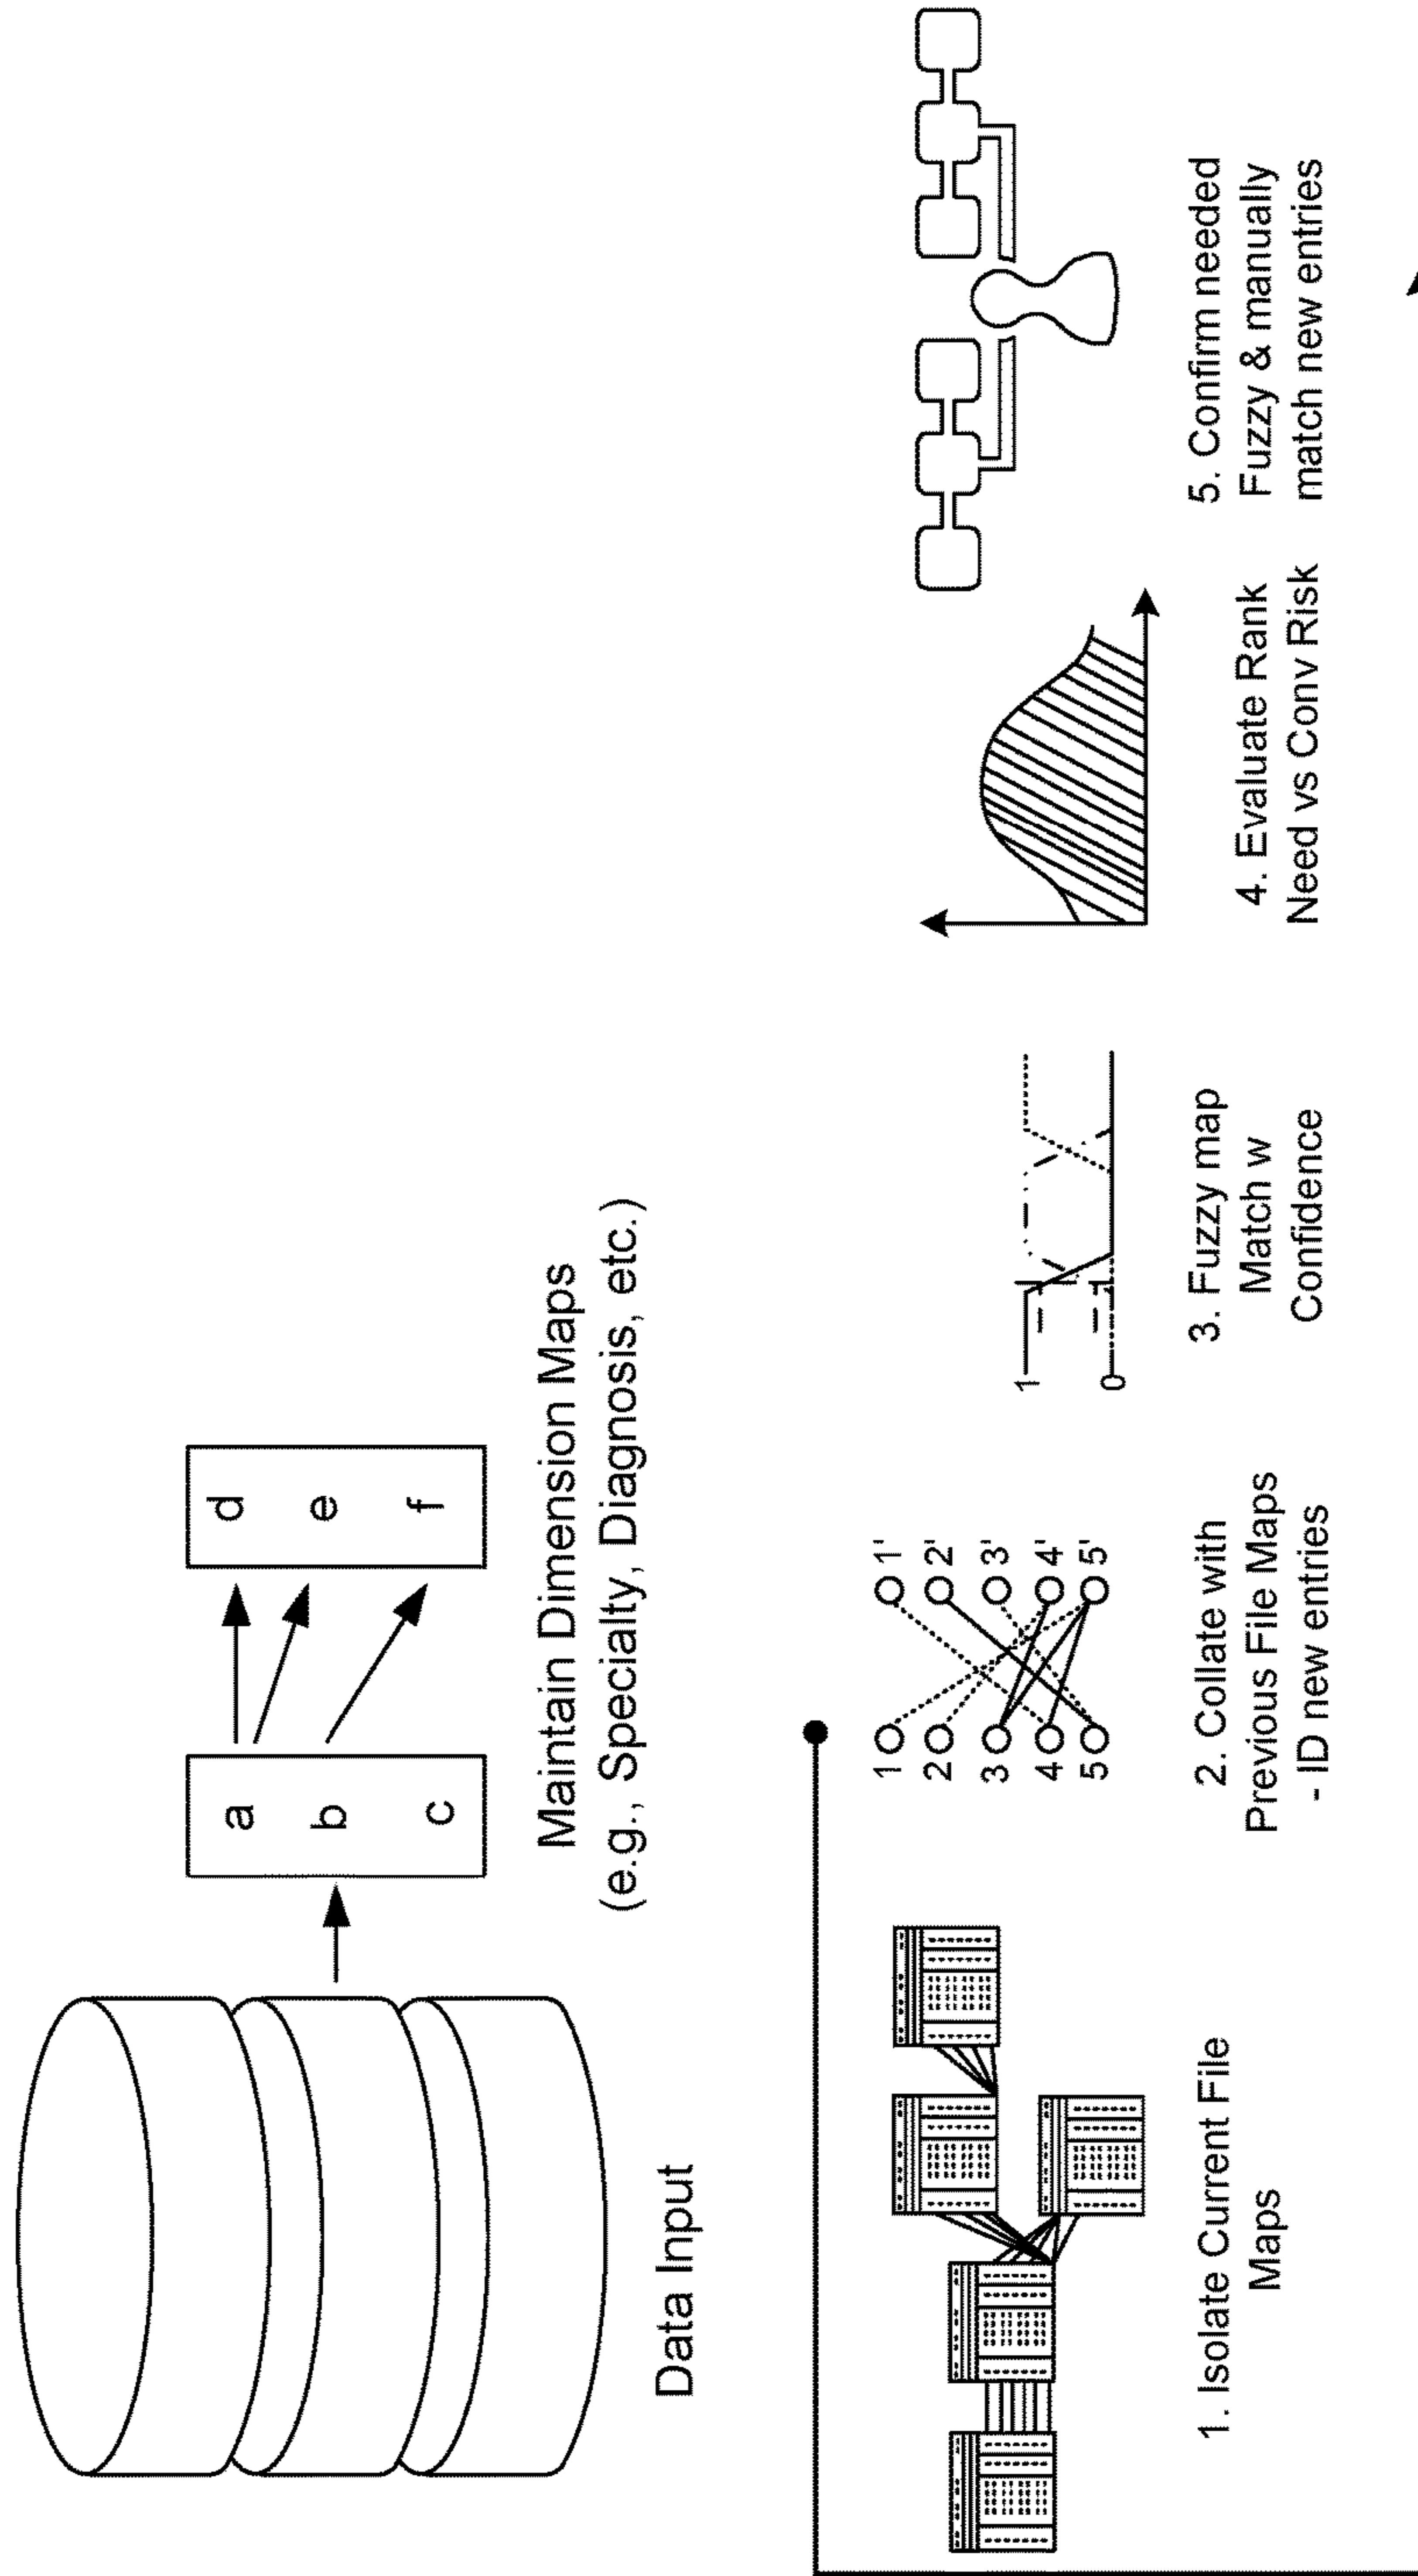 Data Input
a
b
c
d
e
f
Maintain Dimension Maps
(e.g., Specialty, Diagnosis, etc.)
1. Isolate Current File
Maps
1
2
3
4
5
1'
2'
3'
4'
5'
2. Collate with
Previous File Maps
- ID new entries
1
0
3. Fuzzy map
Match w
Confidence
4. Evaluate Rank
Need vs Conv Risk
5. Confirm needed
Fuzzy & manually
match new entries